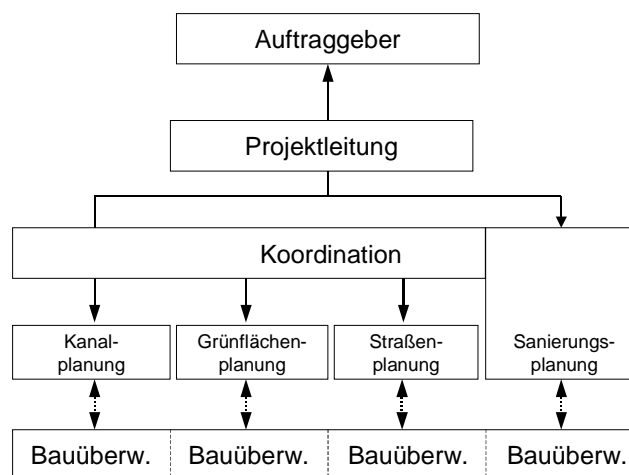 Auftraggeber
Projektleitung
Koordination
Kanal-
planung
Grünflächen-
planung
Straßen-
planung
Sanierungs-
planung
Bauüberw.
Bauüberw.
Bauüberw.
Bauüberw.